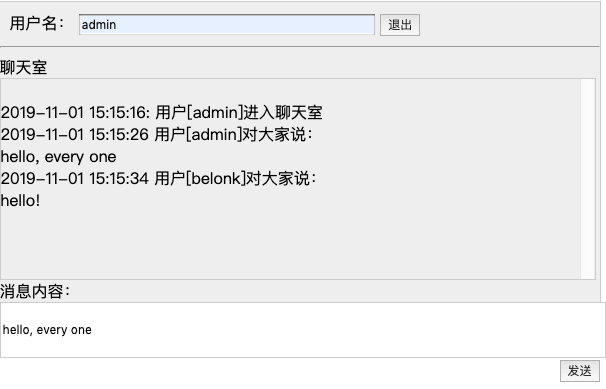 用户名： admin 退出
聊天室
2019-11-01 15:15:16: 用户[admin]进入聊天室
2019-11-01 15:15:26 用户[admin]对大家说：
hello, every one
2019-11-01 15:15:34 用户[belonk]对大家说：
hello!
消息内容：
hello, every one
发送